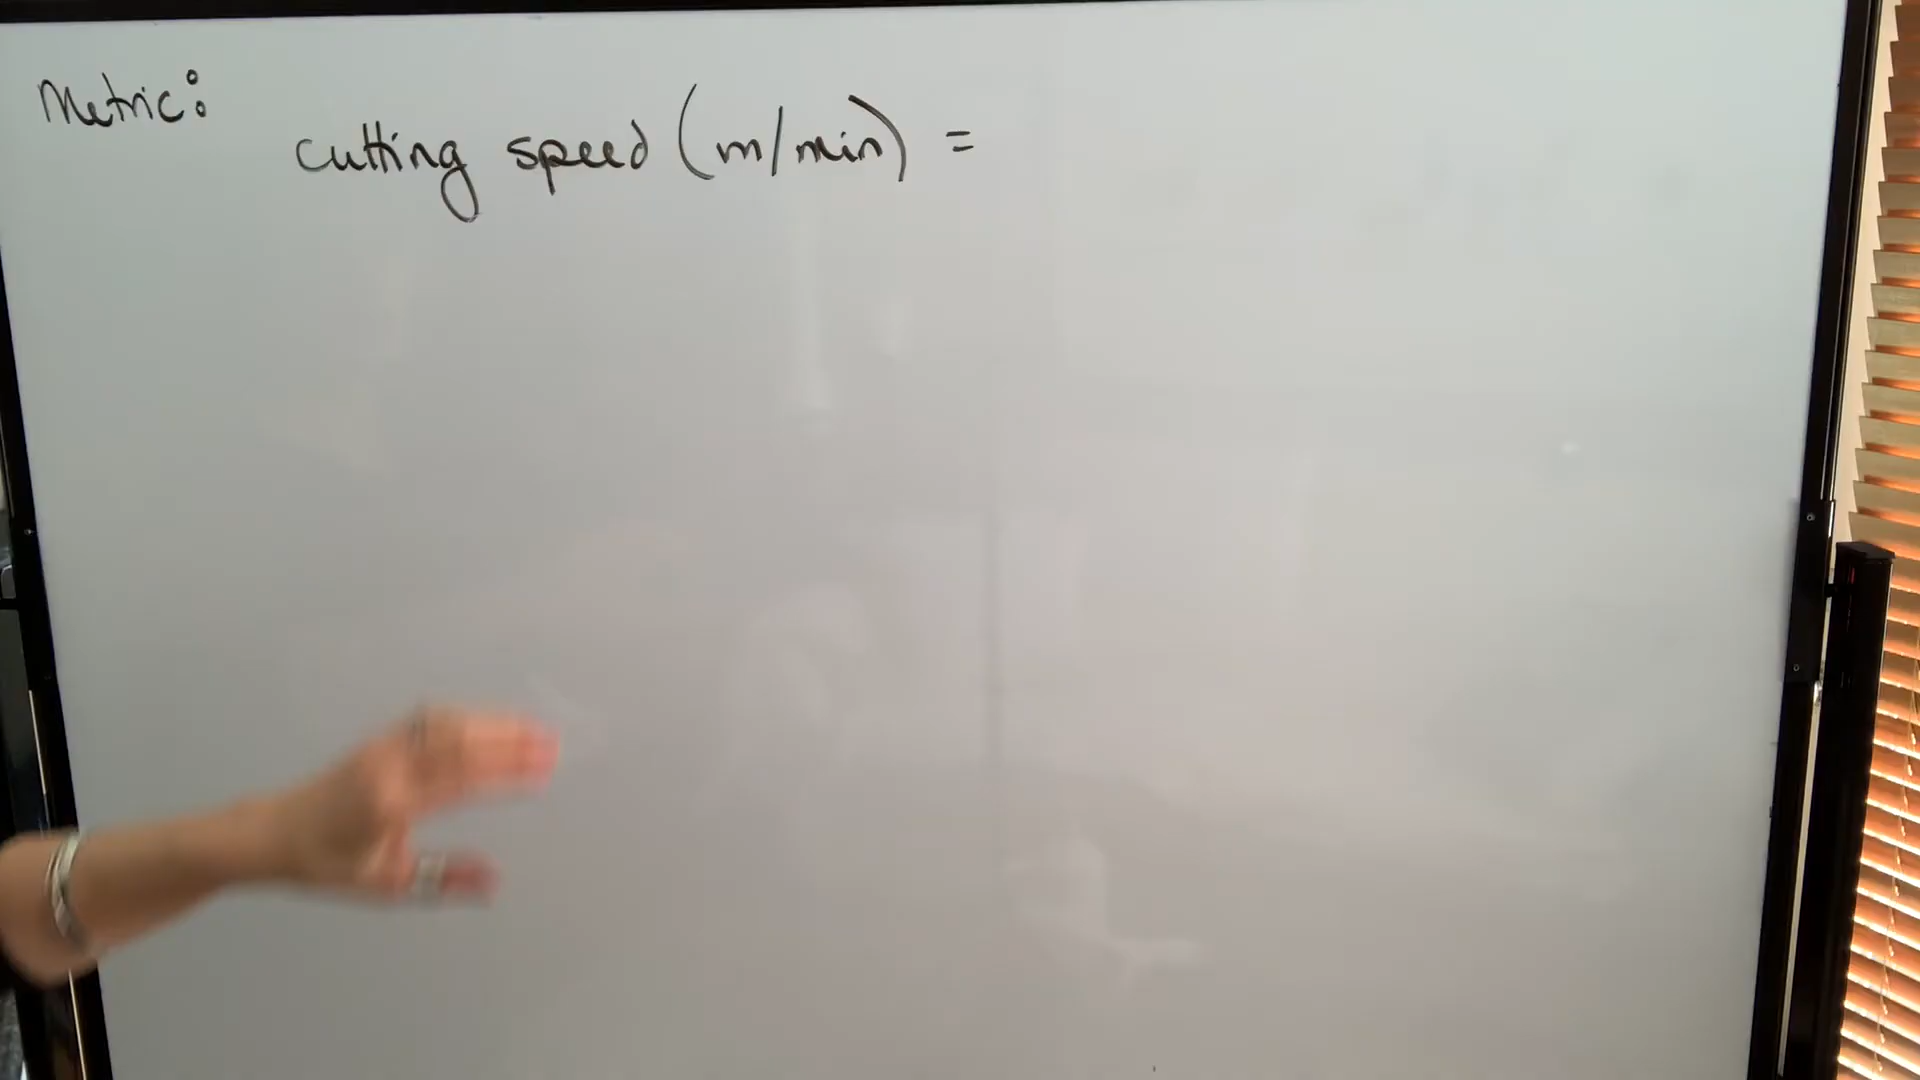 Metric:
cutting speed (m/min) =